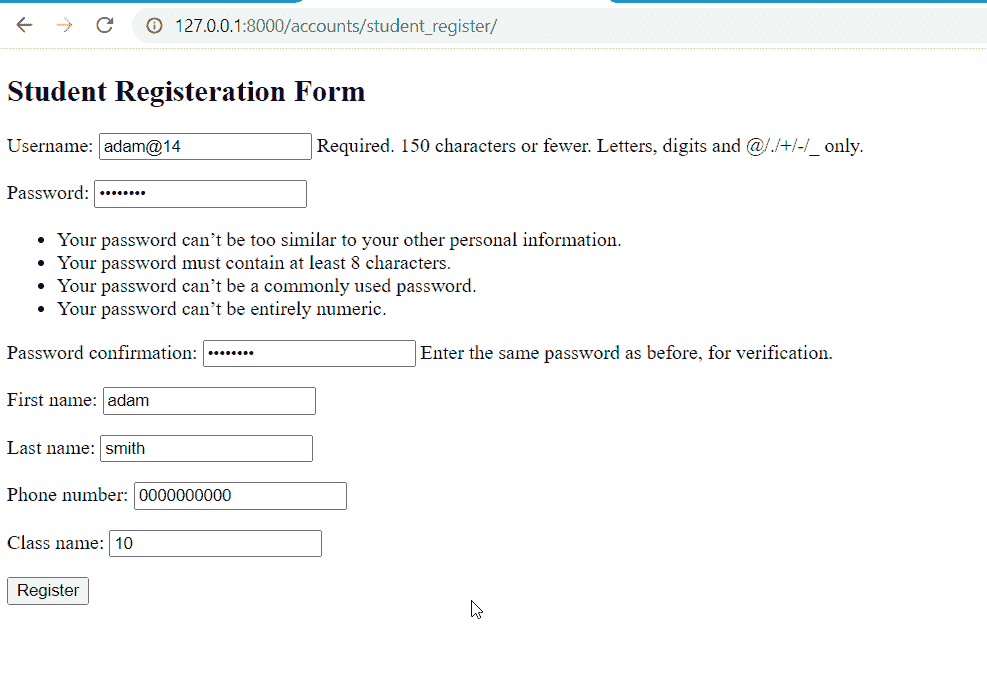 127.0.0.1:8000/accounts/student_register/
Student Registeration Form
Username: adam@14 Required. 150 characters or fewer. Letters, digits and @/./+/-/_ only.
Password: ••••••••
• Your password can’t be too similar to your other personal information.
• Your password must contain at least 8 characters.
• Your password can’t be a commonly used password.
• Your password can’t be entirely numeric.
Password confirmation: •••••••• Enter the same password as before, for verification.
First name: adam
Last name: smith
Phone number: 0000000000
Class name: 10
Register